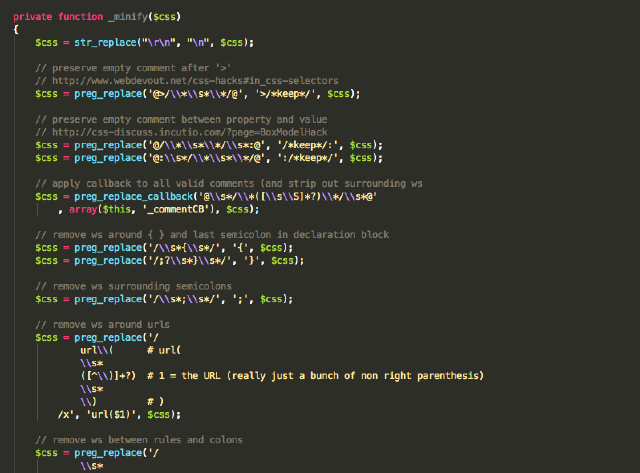 private function _minify($css)
{
$css = str_replace("\r\n", "\n", $css);
// preserve empty comment after '>'
// http://www.webdevout.net/css-hacks#in_css-selectors
$css = preg_replace('@>/\\*\\s*\\*/@', '>/*keep*/', $css);
// preserve empty comment between property and value
// http://css-discuss.incutio.com/?page=BoxModelHack
$css = preg_replace('@/\\*\\s*\\*/\\s*:@', '/*keep*/:', $css);
$css = preg_replace('@:\\s*/\\*\\s*\\*/@', ':/*keep*/', $css);
// apply callback to all valid comments (and strip out surrounding ws
$css = preg_replace_callback('@\\s*/\\*([\\s\\S]*?)\\*/\\s*@'
, array($this, '_commentCB'), $css);
// remove ws around { } and last semicolon in declaration block
$css = preg_replace('/\\s*{\\s*/', '{', $css);
$css = preg_replace('/;?\\s*}\\s*/', '}', $css);
// remove ws surrounding semicolons
$css = preg_replace('/\\s*;\\s*/', ';', $css);
// remove ws around urls
$css = preg_replace('/
url\\( # url(
\\s*
([^\\)]+?) # 1 = the URL (really just a bunch of non right parenthesis)
\\s*
\\) # )
/x', 'url($1)', $css);
// remove ws between rules and colons
$css = preg_replace('/
\\s*